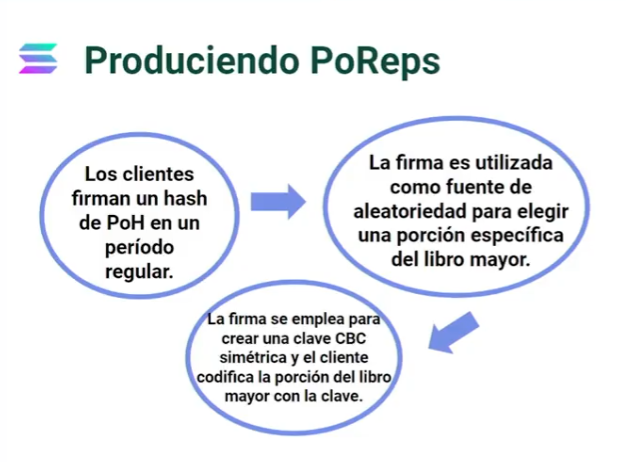 Produciendo PoReps
Los clientes
firman un hash
de PoH en un
período
regular.
La firma es utilizada
como fuente de
aleatoriedad para elegir
una porción específica
del libro mayor.
La firma se emplea para
crear una clave CBC
simétrica y el cliente
codifica la porción del libro
mayor con la clave.